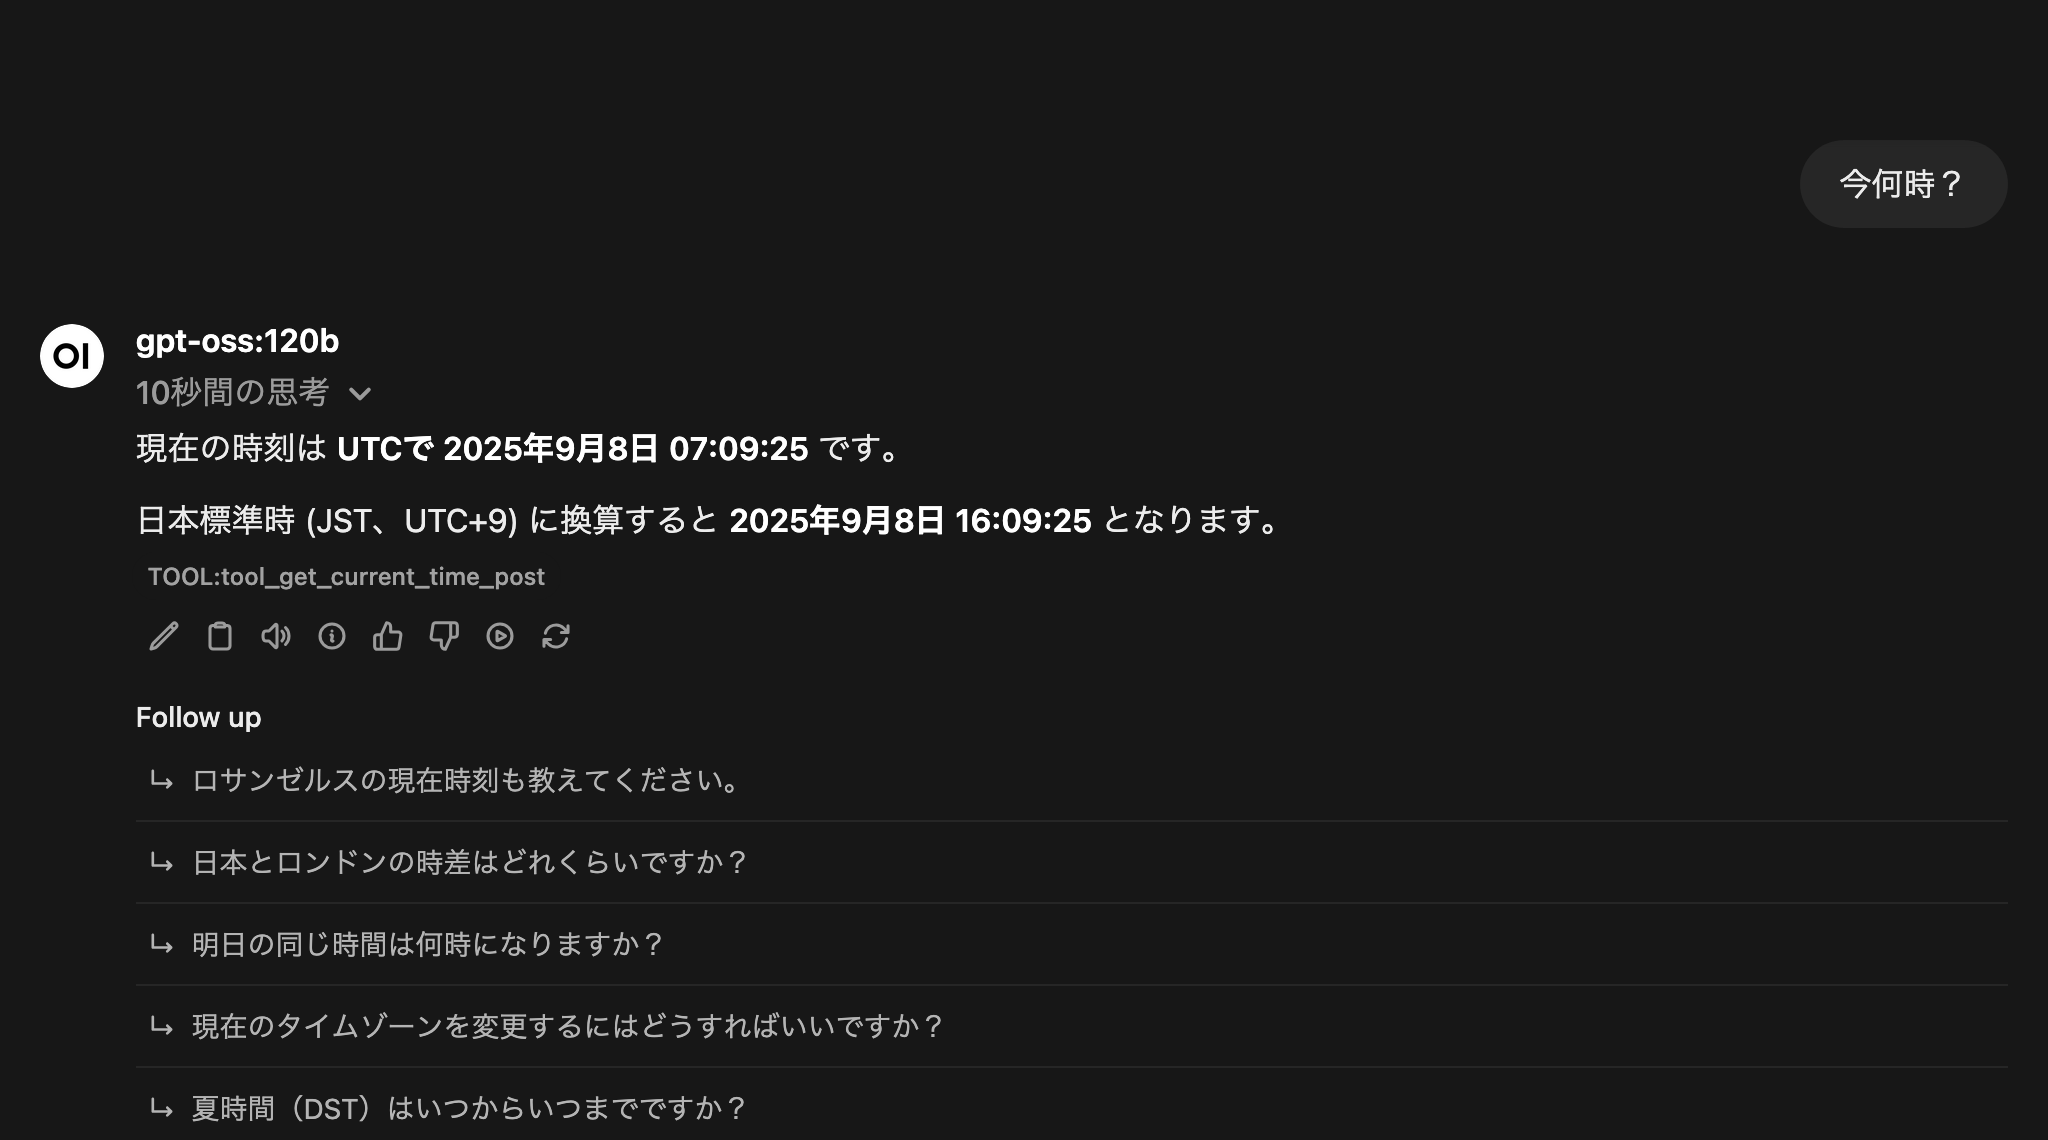 今何時？
OI
gpt-oss:120b
10秒間の思考
現在の時刻は UTCで 2025年9月8日 07:09:25 です。
日本標準時 (JST、UTC+9) に換算すると 2025年9月8日 16:09:25 となります。
TOOL:tool_get_current_time_post
Follow up
ロサンゼルスの現在時刻も教えてください。
日本とロンドンの時差はどれくらいですか？
明日の同じ時間は何時になりますか？
現在のタイムゾーンを変更するにはどうすればいいですか？
夏時間（DST）はいつからいつまでですか？